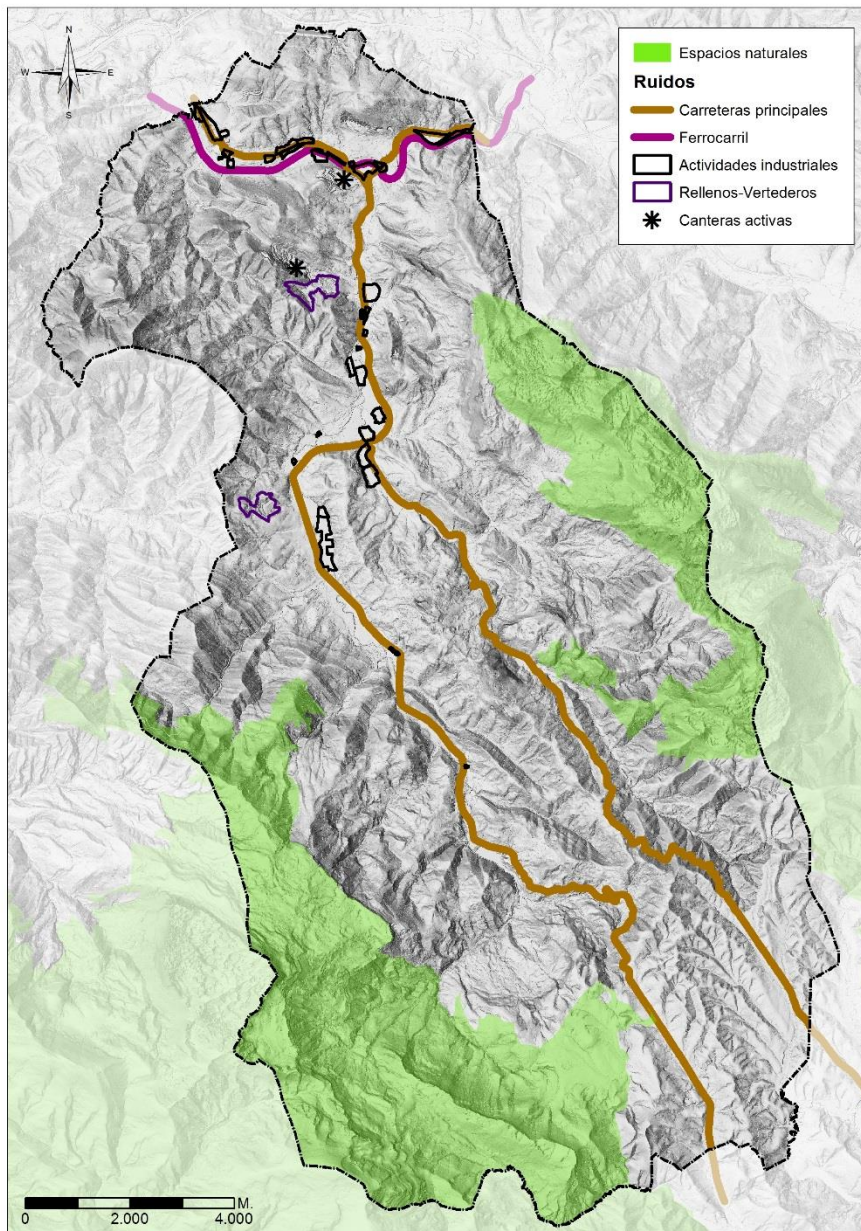 N
W E
S
Espacios naturales
Ruidos
Carreteras principales
Ferrocarril
Actividades industriales
Rellenos-Vertederos
Canteras activas
0 2.000 4.000 M.